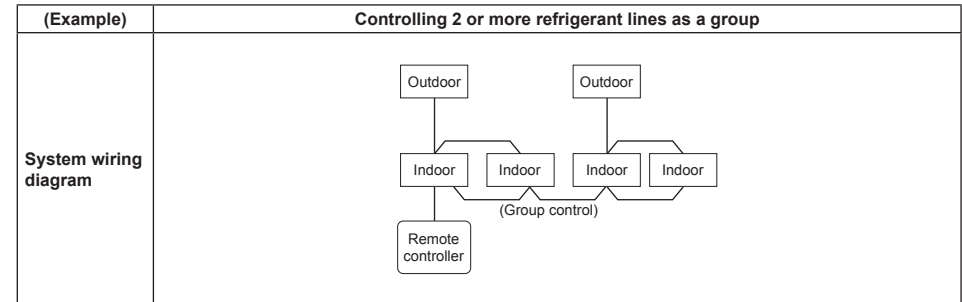 (Example)
Controlling 2 or more refrigerant lines as a group
System wiring
diagram
Outdoor
Outdoor
Indoor
Indoor
Indoor
Indoor
(Group control)
Remote
controller